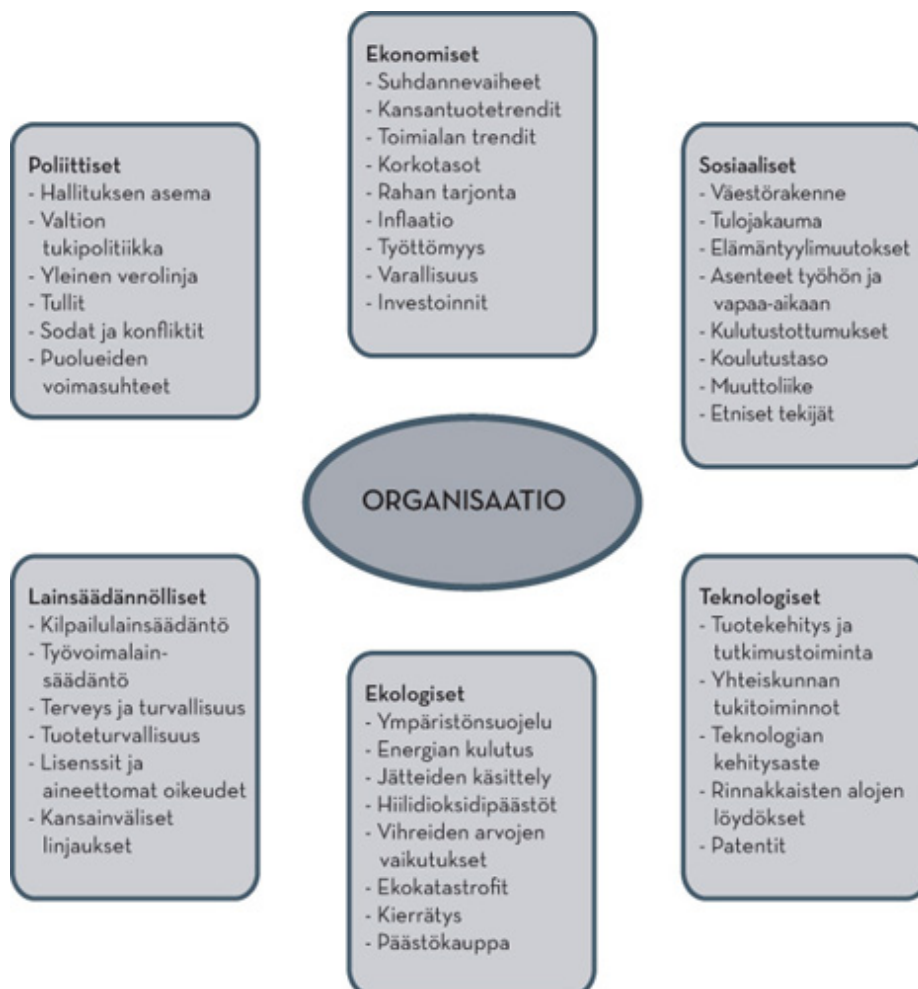 Ekonomiset
- Suhdannevaiheet
- Kansantuotetrendit
- Toimialan trendit
- Korkotasot
- Rahan tarjonta
- Inflaatio
- Työttömyys
- Varallisuus
- Investoinnit
Poliittiset
- Hallituksen asema
- Valtion
tukipolitiikka
- Yleinen verolinja
- Tullit
- Sodat ja konfliktit
- Puolueiden
voimasuhteet
Sosiaaliset
- Väestörakenne
- Tulojakauma
- Elämäntyylimuutokset
- Asenteet työhön ja
vapaa-aikaan
- Kulutustottumukset
- Koulutustaso
- Muuttoliike
- Etniset tekijät
ORGANISAATIO
Lainsäädännölliset
- Kilpailulainsäädäntö
- Työvoimalain-
säädäntö
- Terveys ja turvallisuus
- Tuoteturvallisuus
- Lisenssit ja
aineettomat oikeudet
- Kansainväliset
linjaukset
Ekologiset
- Ympäristönsuojelu
- Energian kulutus
- Jätteiden käsittely
- Hiilidioksidipäästöt
- Vihreiden arvojen
vaikutukset
- Ekokatastrofit
- Kierrätys
- Päästökauppa
Teknologiset
- Tuotekehitys ja
tutkimustoiminta
- Yhteiskunnan
tukitoiminnot
- Teknologian
kehitysaste
- Rinnakkaisten alojen
löydökset
- Patentit